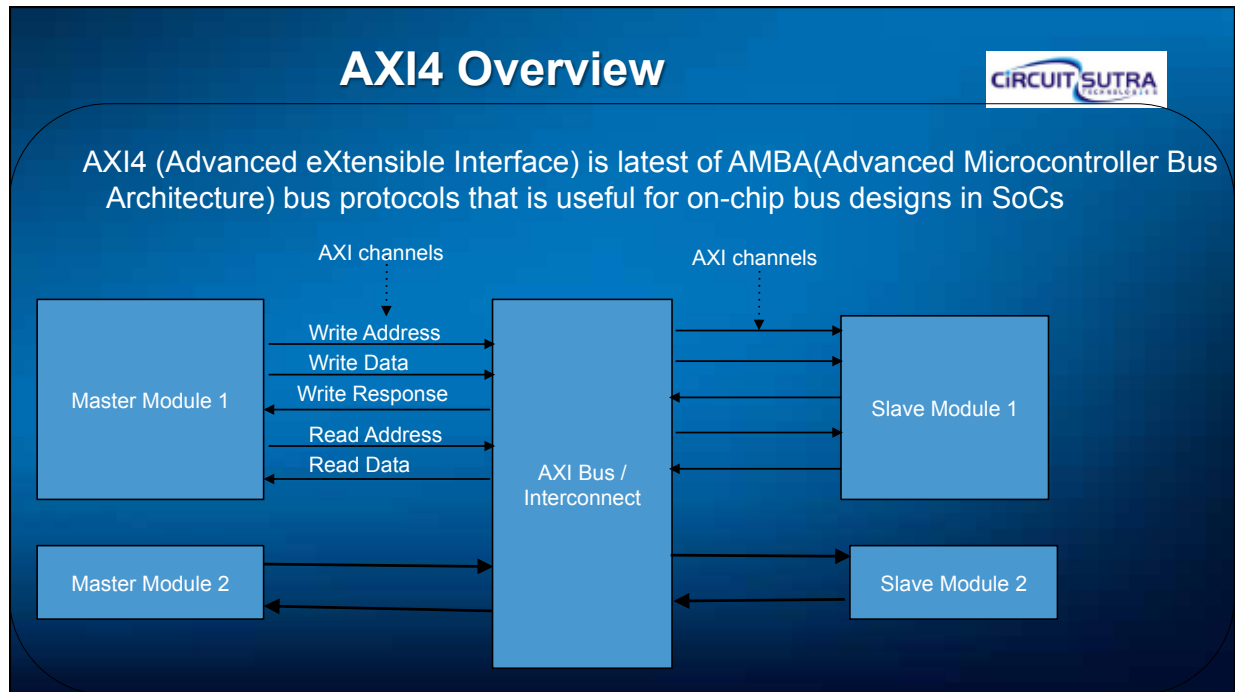 AXI4 Overview
CIRCUIT SUTRA
TECHNOLOGIES
AXI4 (Advanced eXtensible Interface) is latest of AMBA(Advanced Microcontroller Bus
Architecture) bus protocols that is useful for on-chip bus designs in SoCs
AXI channels
AXI channels
Write Address
Write Data
Write Response
Read Address
Read Data
Master Module 1
AXI Bus /
Interconnect
Slave Module 1
Master Module 2
Slave Module 2